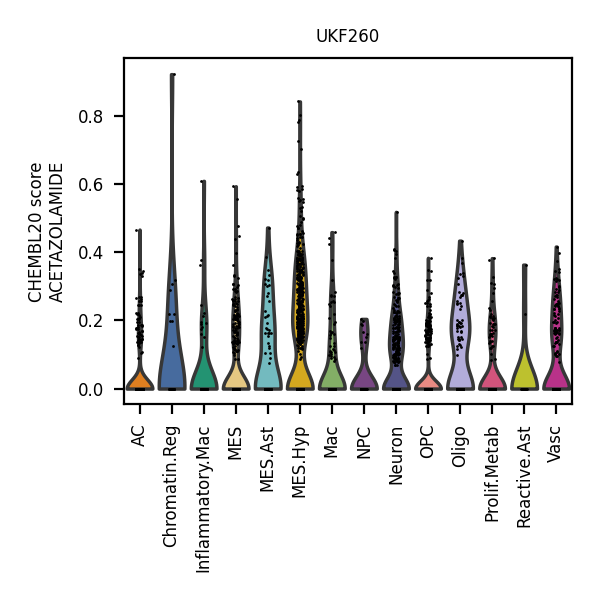 UKF260
CHEMBL20 score
ACETAZOLAMIDE
0.8
0.6
0.4
0.2
0.0
AC
Chromatin.Reg
Inflammatory.Mac
MES
MES.Ast
MES.Hyp
Mac
NPC
Neuron
OPC
Oligo
Prolif.Metab
Reactive.Ast
Vasc